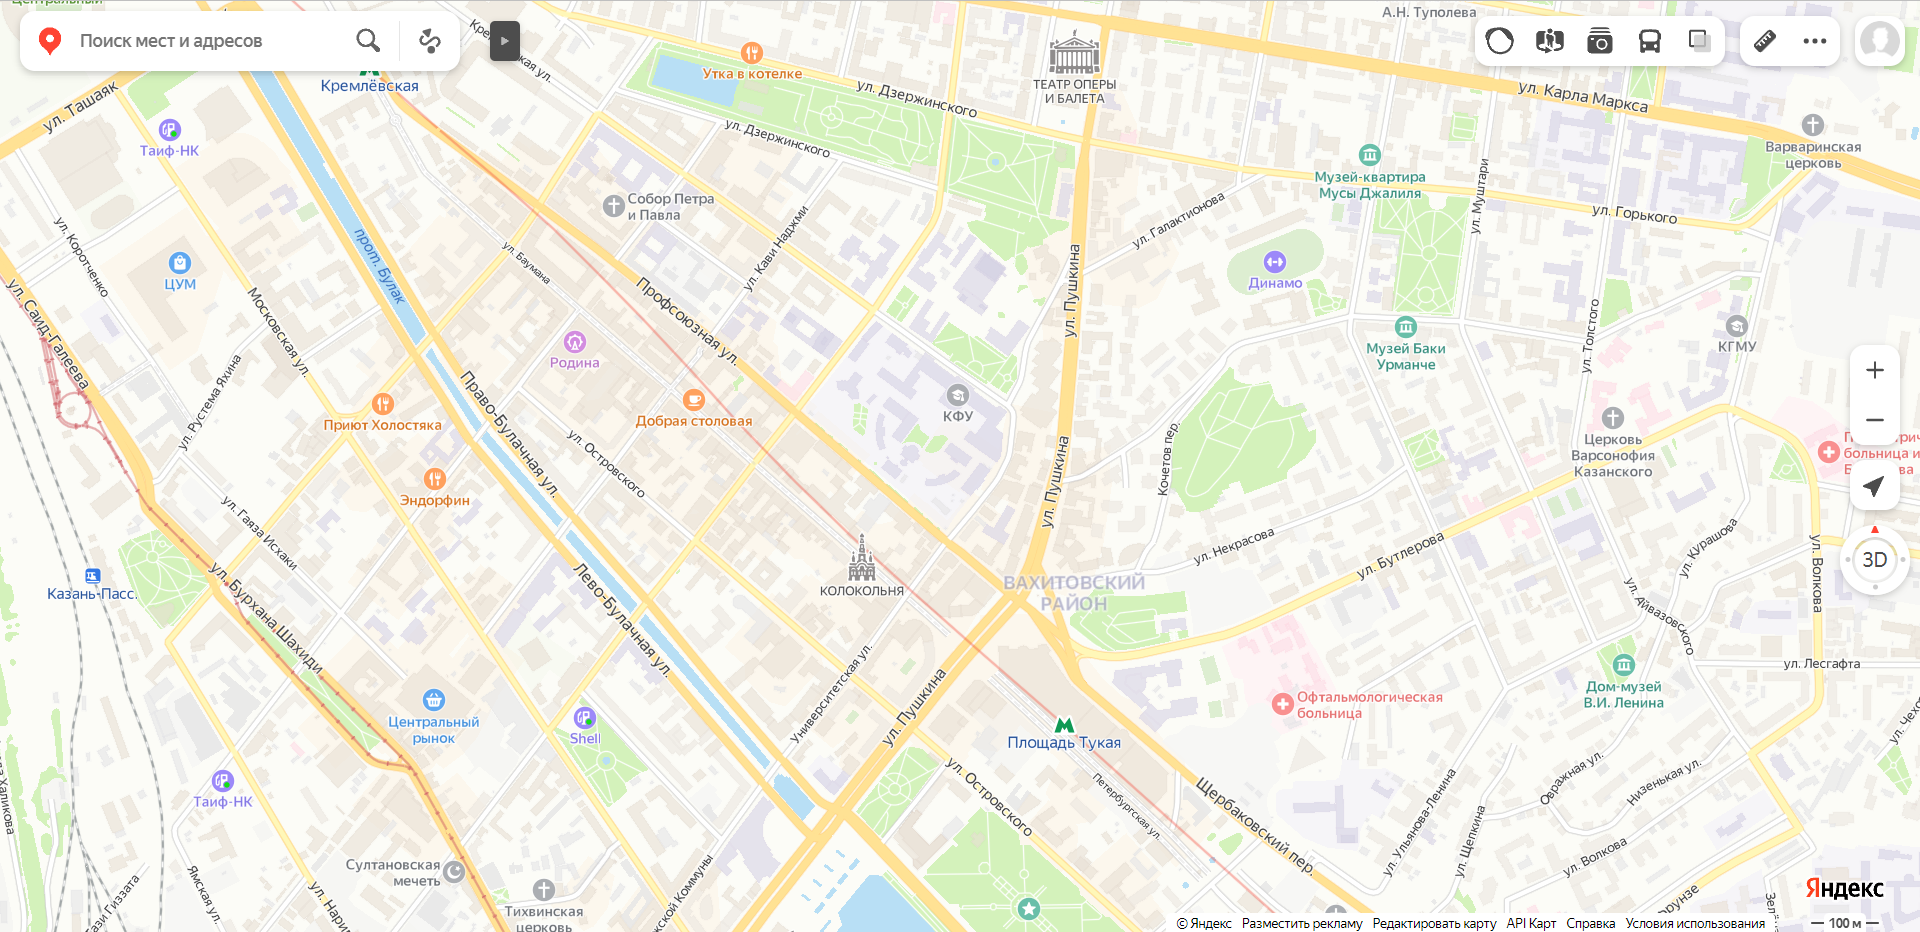 Центральный
Поиск мест и адресов
Кремлёвская
ул. Ташаяк
Таиф-НК
ул. Коротченко
ЦУМ
прот. Булак
Московская ул.
ул. Саид-Галеева
ул. Рустема Яхина
Приют Холостяка
Эндорфин
ул. Гаяза Исхаки
Казань-Пасс.
ул. Бурхана Шахиди
Центральный
рынок
Таиф-НК
Shell
Султановская
мечеть
Ямская ул.
Тихвинская
церковь
Утка в котелке
ул. Дзержинского
ул. Дзержинского
ТЕАТР ОПЕРЫ
И БАЛЕТА
А.Н. Туполева
ул. Карла Маркса
Варваринская
церковь
Собор Петра
и Павла
ул. Кави Наджми
ул. Баумана
Профсоюзная ул.
Родина
Добрая столовая
Право-Булачная ул.
ул. Островского
Лево-Булачная ул.
КФУ
КОЛОКОЛЬНЯ
Университетская ул.
ул. Пушкина
ул. Пушкина
ул. Пушкина
ул. Галактионова
Динамо
Музей-квартира
Мусы Джалиля
ул. Муштари
ул. Горького
Музей Баки
Урманче
ул. Толстого
КГМУ
Церковь
Варсонофия
Казанского
Кочетов пер.
ул. Некрасова
ул. Бутлерова
ВАХИТОВСКИЙ
РАЙОН
ул. Курашова
ул. Волкова
ул. Айвазовского
ул. Лесгафта
Дом-музей
В.И. Ленина
Офтальмологическая
больница
Площадь Тукая
Петербургская ул.
ул. Островского
Щербаковский пер.
ул. Ульянова-Ленина
ул. Щепкина
Овражная ул.
Низенькая ул.
ул. Волкова
больница и
3D
Яндекс
© Яндекс Разместить рекламу Редактировать карту API Карт Справка Условия использования
100 м